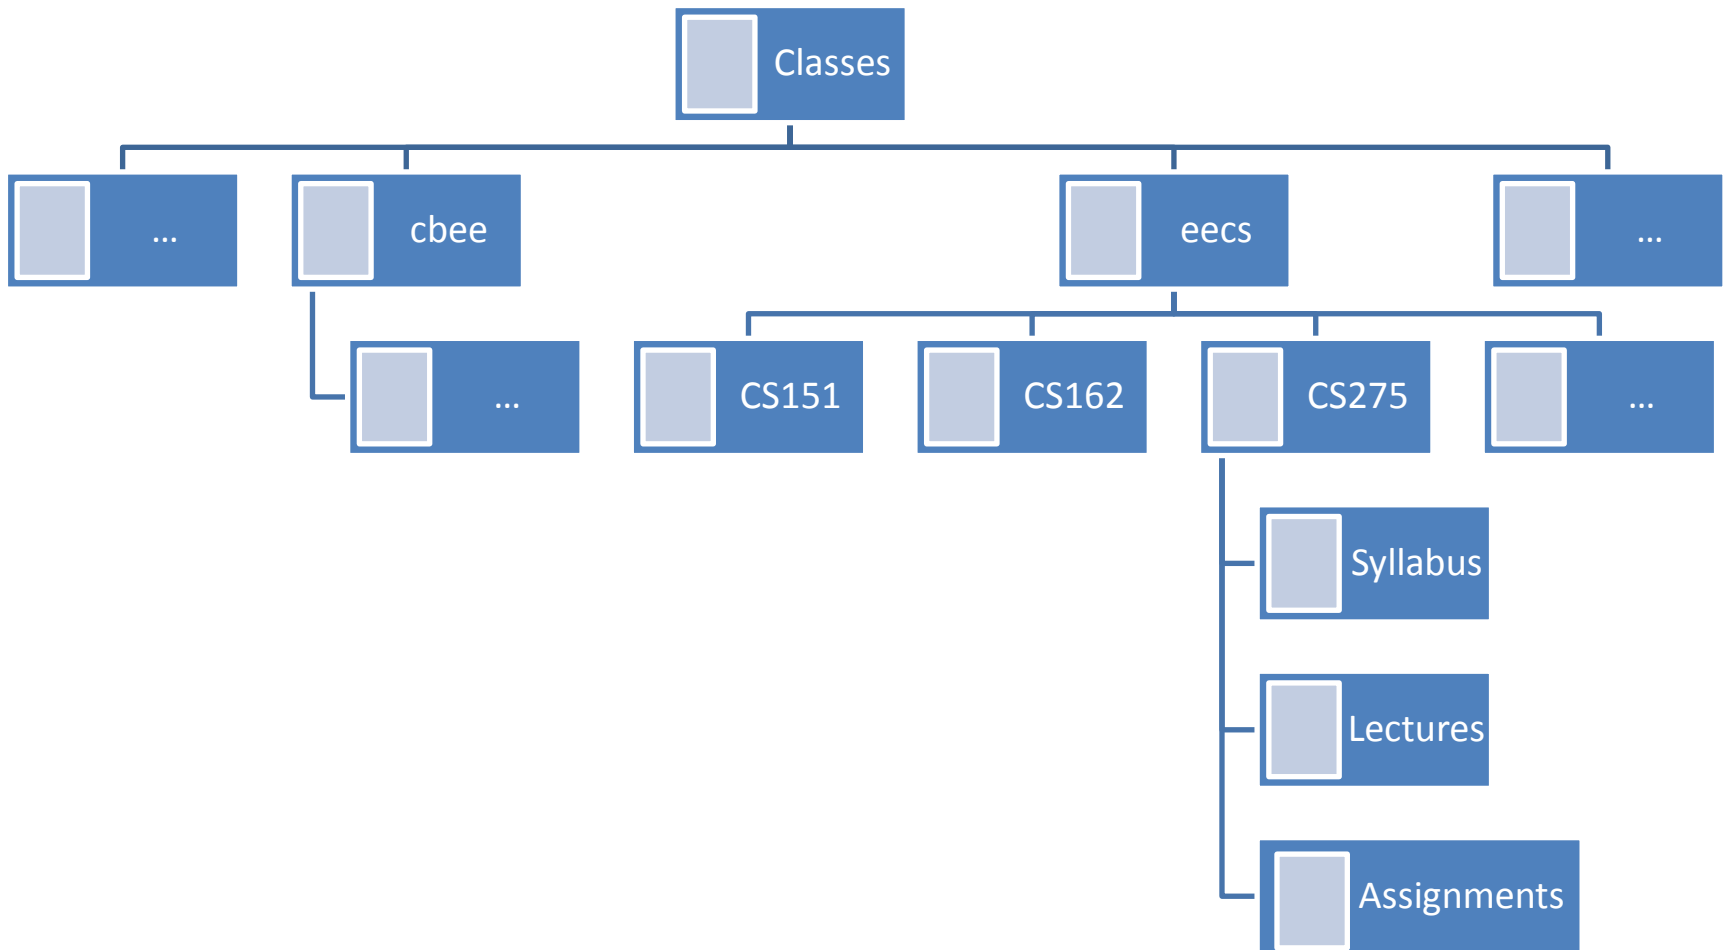 Classes
...
cbee
eecs
...
...
CS151
CS162
CS275
...
Syllabus
Lectures
Assignments